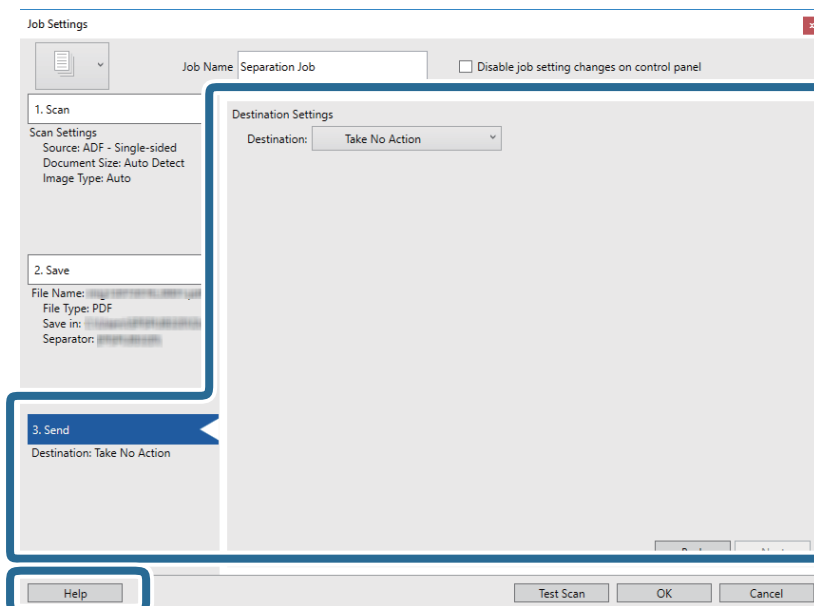 Job Settings
Job Name Separation Job
Disable job setting changes on control panel
1. Scan
Scan Settings
Source: ADF - Single-sided
Document Size: Auto Detect
Image Type: Auto
2. Save
File Name:
File Type: PDF
Save in:
Separator:
3. Send
Destination: Take No Action
Destination Settings
Destination: Take No Action
Help
Test Scan
OK
Cancel